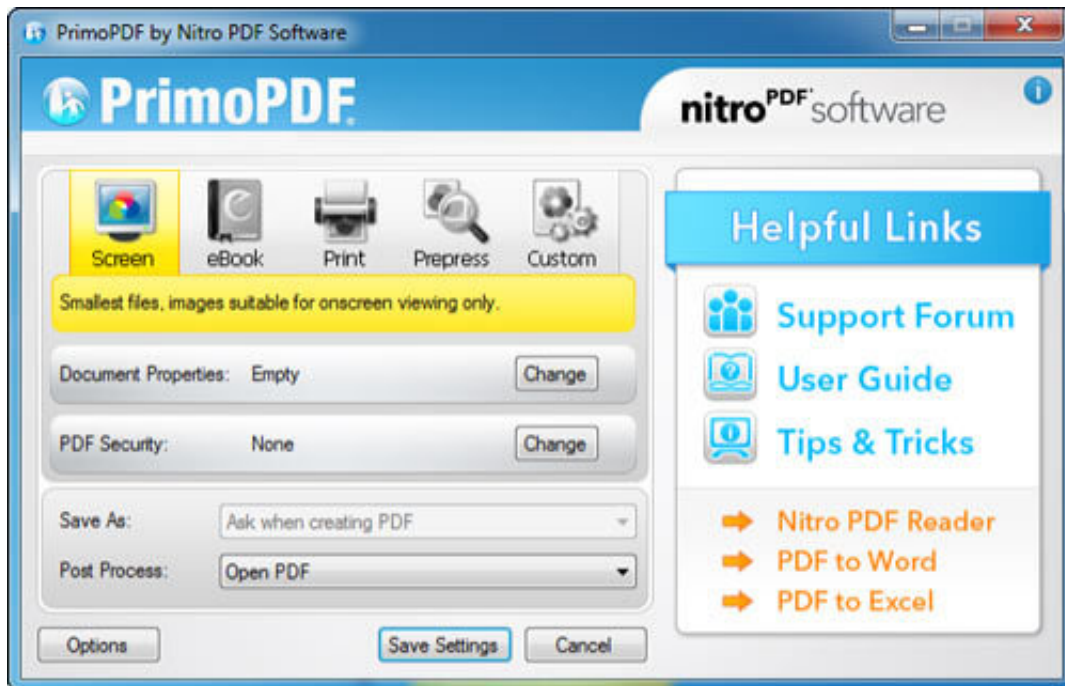 PrimoPDF by Nitro PDF Software
PrimoPDF.
nitroPDF software
Screen
eBook
Print
Prepress
Custom
Smallest files, images suitable for onscreen viewing only.
Document Properties: Empty Change
PDF Security: None Change
Save As: Ask when creating PDF
Post Process: Open PDF
Options
Save Settings
Cancel
Helpful Links
Support Forum
User Guide
Tips & Tricks
Nitro PDF Reader
PDF to Word
PDF to Excel